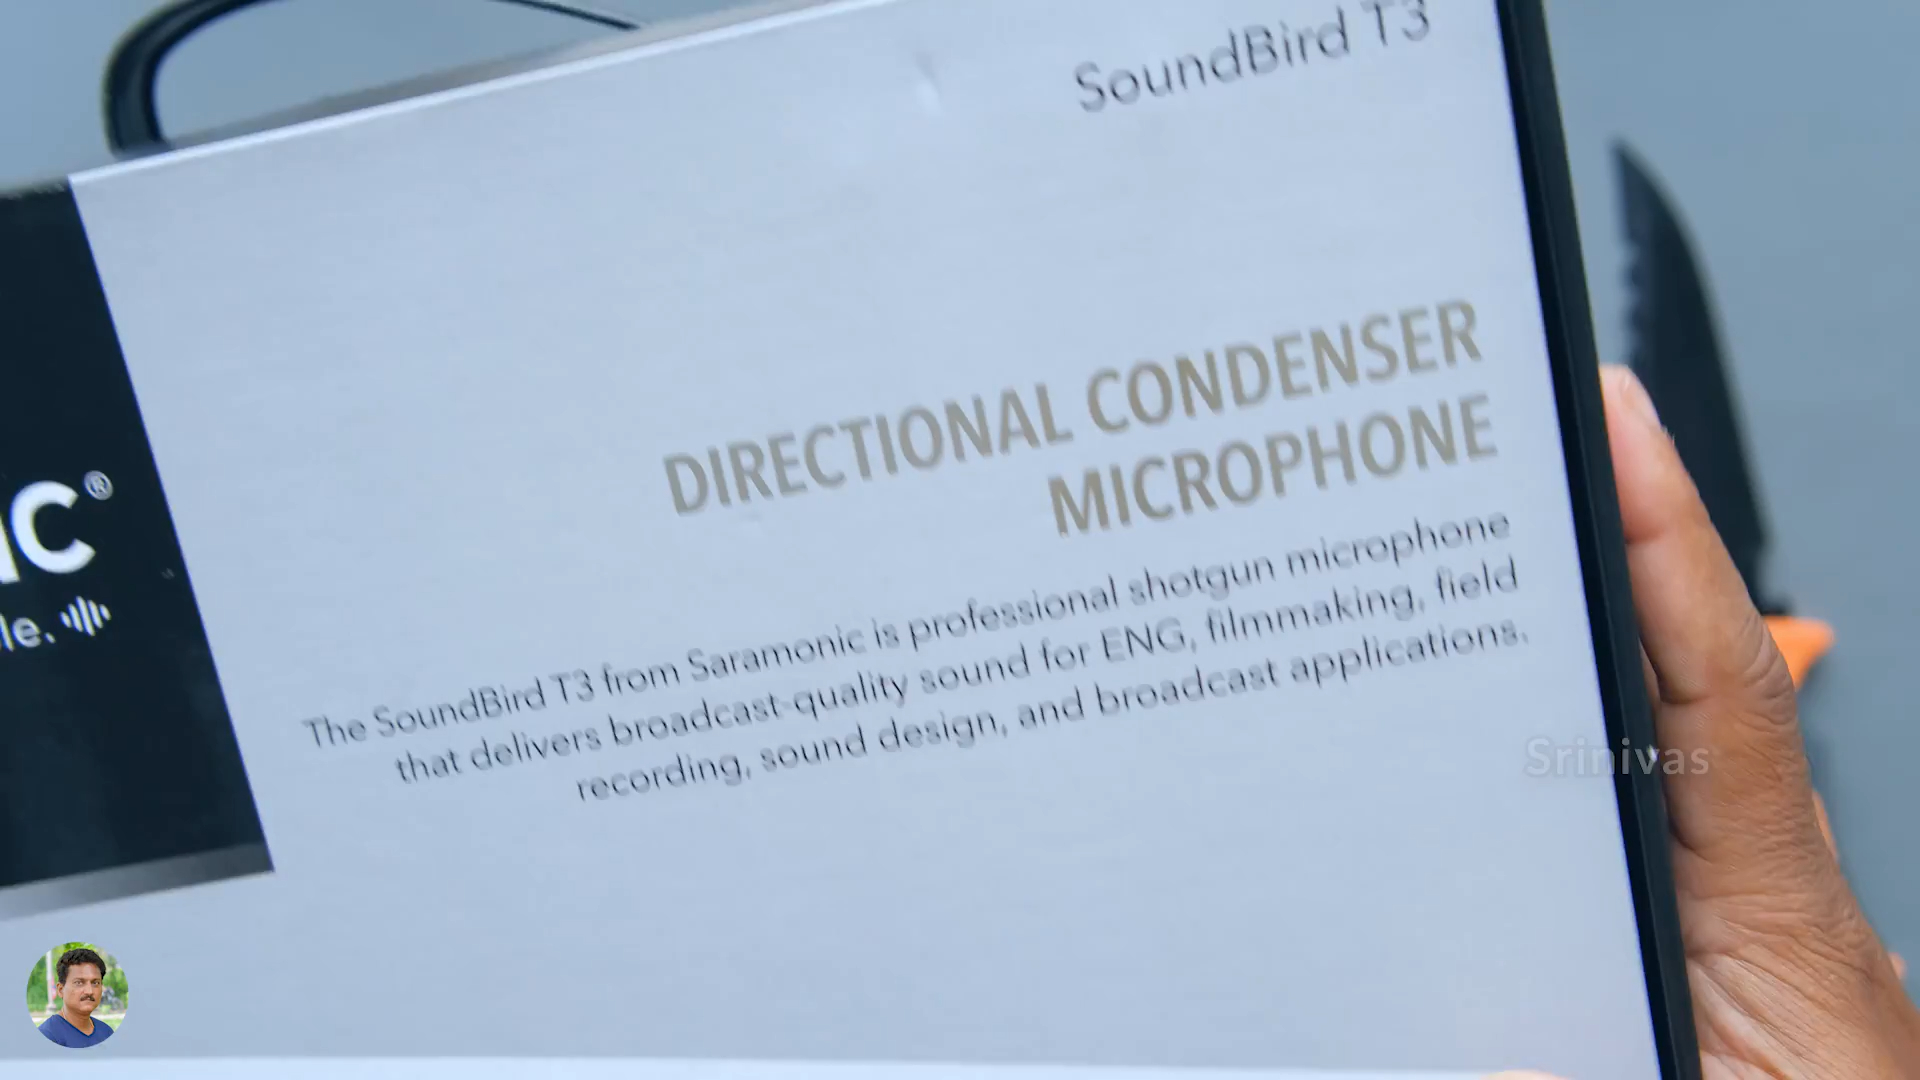 SoundBird T3
DIRECTIONAL CONDENSER
MICROPHONE
ic®
le.
The SoundBird T3 from Saramonic is professional shotgun microphone
that delivers broadcast-quality sound for ENG, filmmaking, field
recording, sound design, and broadcast applications.
Srinivas